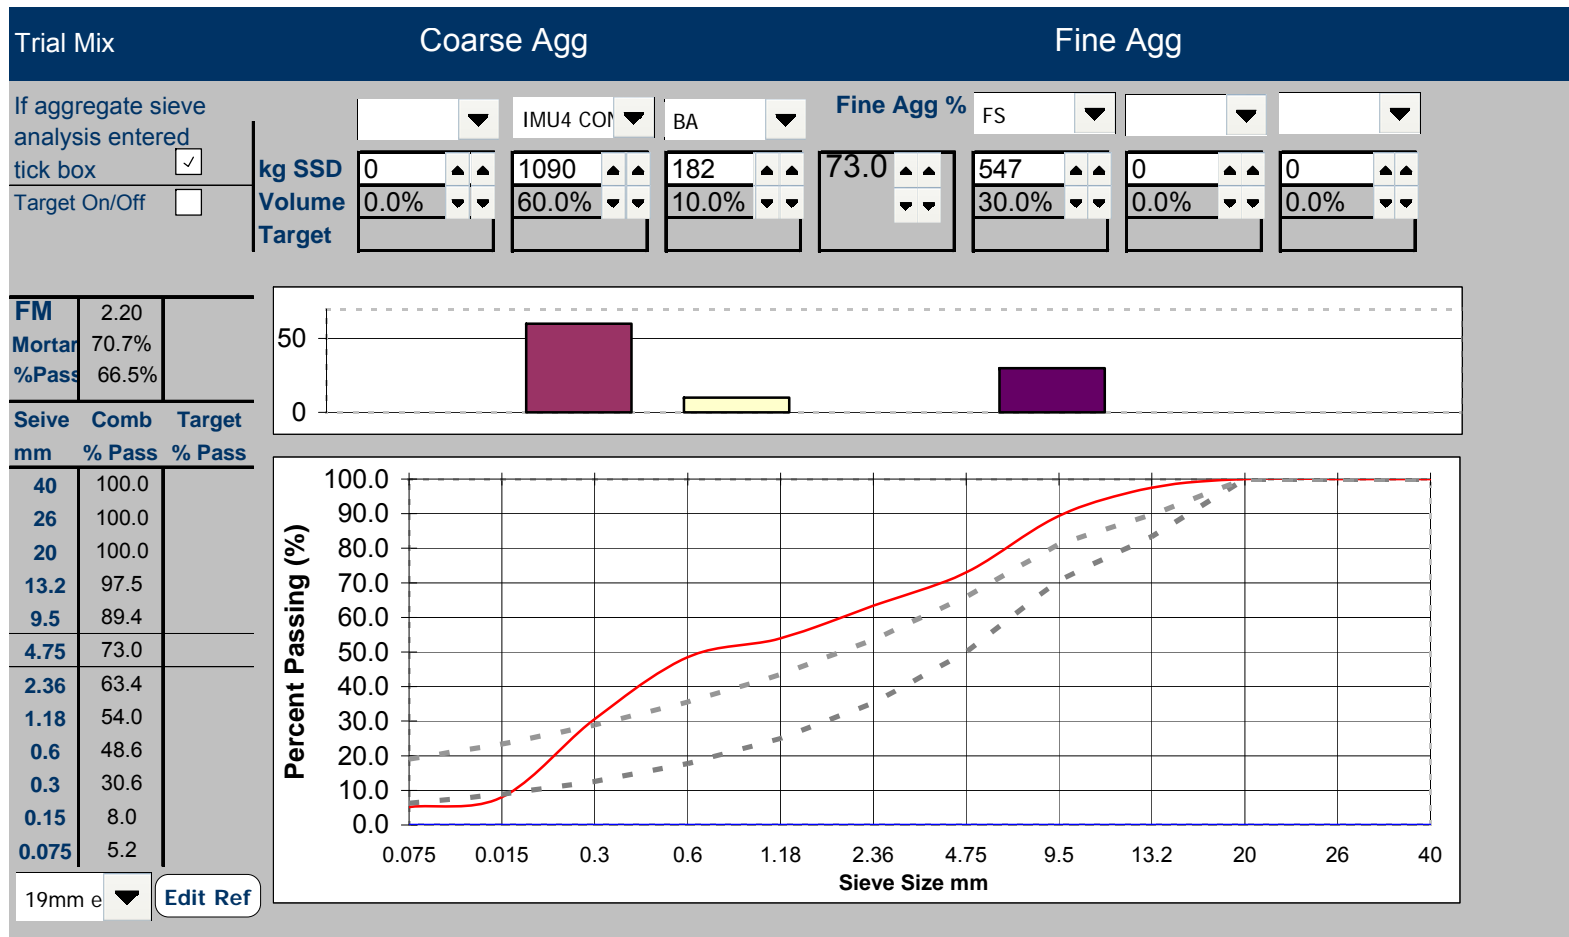 Trial Mix Coarse Agg Fine Agg
If aggregate sieve
analysis entered
tick box
Target On/Off
IMU4 CON BA Fine Agg % FS
kg SSD 0 1090 182 73.0 547 0 0
Volume 0.0% 60.0% 10.0% 30.0% 0.0% 0.0%
Target
FM 2.20
Mortar 70.7%
%Pass 66.5%
Seive Comb Target
mm % Pass % Pass
40 100.0
26 100.0
20 100.0
13.2 97.5
9.5 89.4
4.75 73.0
2.36 63.4
1.18 54.0
0.6 48.6
0.3 30.6
0.15 8.0
0.075 5.2
19mm e Edit Ref
50
0
Percent Passing (%)
100.0
90.0
80.0
70.0
60.0
50.0
40.0
30.0
20.0
10.0
0.0
0.075 0.015 0.3 0.6 1.18 2.36 4.75 9.5 13.2 20 26 40
Sieve Size mm